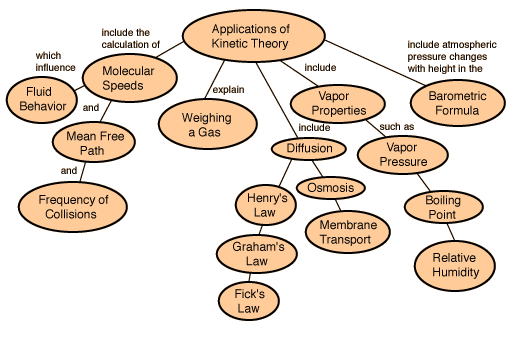 Applications of
Kinetic Theory
include the
calculation of
which
influence
Fluid
Behavior
Molecular
Speeds
and
Mean Free
Path
and
Frequency of
Collisions
explain
Weighing
a Gas
include
Diffusion
Henry's
Law
Graham's
Law
Fick's
Law
Osmosis
Membrane
Transport
include
Vapor
Properties
such as
Vapor
Pressure
Boiling
Point
Relative
Humidity
include atmospheric
pressure changes
with height in the
Barometric
Formula